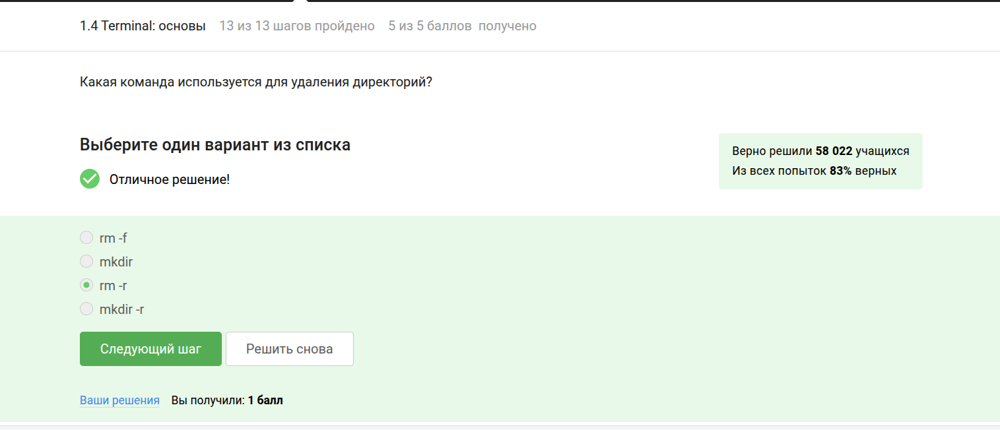 1.4 Terminal: основы 13 из 13 шагов пройдено 5 из 5 баллов получено
Какая команда используется для удаления директорий?
Выберите один вариант из списка
Отличное решение!
Верно решили 58 022 учащихся
Из всех попыток 83% верных
rm -f
mkdir
rm -r
mkdir -r
Следующий шаг Решить снова
Ваши решения Вы получили: 1 балл